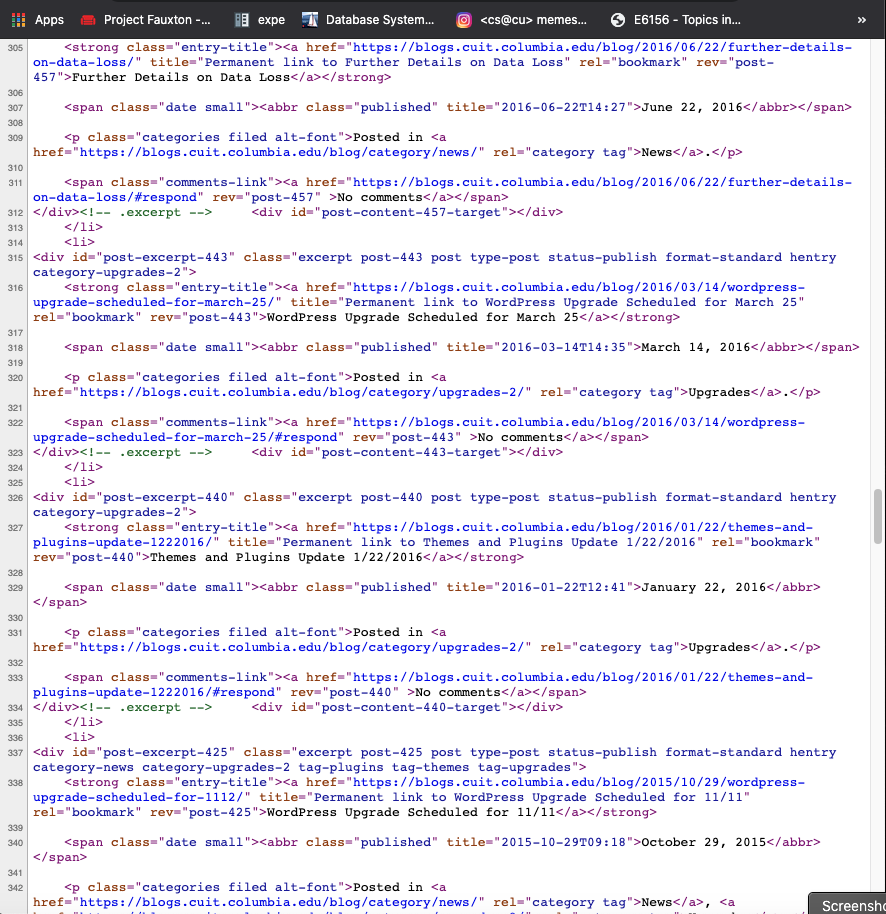 Apps Project Fauxton -... expe Database System... <cs@cu> memes... E6156 - Topics in... »
305 <strong class="entry-title"><a href="https://blogs.cuit.columbia.edu/blog/2016/06/22/further-details-
on-data-loss/" title="Permanent link to Further Details on Data Loss" rel="bookmark" rev="post-
457">Further Details on Data Loss</a></strong>
306
307 <span class="date small"><abbr class="published" title="2016-06-22T14:27">June 22, 2016</abbr></span>
308
309 <p class="categories filed alt-font">Posted in <a
href="https://blogs.cuit.columbia.edu/blog/category/news/" rel="category tag">News</a>.</p>
310
311 <span class="comments-link"><a href="https://blogs.cuit.columbia.edu/blog/2016/06/22/further-details-
on-data-loss/#respond" rev="post-457" >No comments</a></span>
312 </div><!-- .excerpt --> <div id="post-content-457-target"></div>
313 </li>
314 <li>
315 <div id="post-excerpt-443" class="excerpt post-443 post type-post status-publish format-standard hentry
category-upgrades-2">
316 <strong class="entry-title"><a href="https://blogs.cuit.columbia.edu/blog/2016/03/14/wordpress-
upgrade-scheduled-for-march-25/" title="Permanent link to WordPress Upgrade Scheduled for March 25"
rel="bookmark" rev="post-443">WordPress Upgrade Scheduled for March 25</a></strong>
317
318 <span class="date small"><abbr class="published" title="2016-03-14T14:35">March 14, 2016</abbr></span>
319
320 <p class="categories filed alt-font">Posted in <a
href="https://blogs.cuit.columbia.edu/blog/category/upgrades-2/" rel="category tag">Upgrades</a>.</p>
321
322 <span class="comments-link"><a href="https://blogs.cuit.columbia.edu/blog/2016/03/14/wordpress-
upgrade-scheduled-for-march-25/#respond" rev="post-443" >No comments</a></span>
323 </div><!-- .excerpt --> <div id="post-content-443-target"></div>
324 </li>
325 <li>
326 <div id="post-excerpt-440" class="excerpt post-440 post type-post status-publish format-standard hentry
category-upgrades-2">
327 <strong class="entry-title"><a href="https://blogs.cuit.columbia.edu/blog/2016/01/22/themes-and-
plugins-update-1222016/" title="Permanent link to Themes and Plugins Update 1/22/2016" rel="bookmark"
rev="post-440">Themes and Plugins Update 1/22/2016</a></strong>
328
329 <span class="date small"><abbr class="published" title="2016-01-22T12:41">January 22, 2016</abbr>
</span>
330
331 <p class="categories filed alt-font">Posted in <a
href="https://blogs.cuit.columbia.edu/blog/category/upgrades-2/" rel="category tag">Upgrades</a>.</p>
332
333 <span class="comments-link"><a href="https://blogs.cuit.columbia.edu/blog/2016/01/22/themes-and-
plugins-update-1222016/#respond" rev="post-440" >No comments</a></span>
334 </div><!-- .excerpt --> <div id="post-content-440-target"></div>
335 </li>
336 <li>
337 <div id="post-excerpt-425" class="excerpt post-425 post type-post status-publish format-standard hentry
category-news category-upgrades-2 tag-plugins tag-themes tag-upgrades">
338 <strong class="entry-title"><a href="https://blogs.cuit.columbia.edu/blog/2015/10/29/wordpress-
upgrade-scheduled-for-1112/" title="Permanent link to WordPress Upgrade Scheduled for 11/11"
rel="bookmark" rev="post-425">WordPress Upgrade Scheduled for 11/11</a></strong>
339
340 <span class="date small"><abbr class="published" title="2015-10-29T09:18">October 29, 2015</abbr>
</span>
341
342 <p class="categories filed alt-font">Posted in <a
href="https://blogs.cuit.columbia.edu/blog/category/news/" rel="category tag">News</a>, <a
Screensho